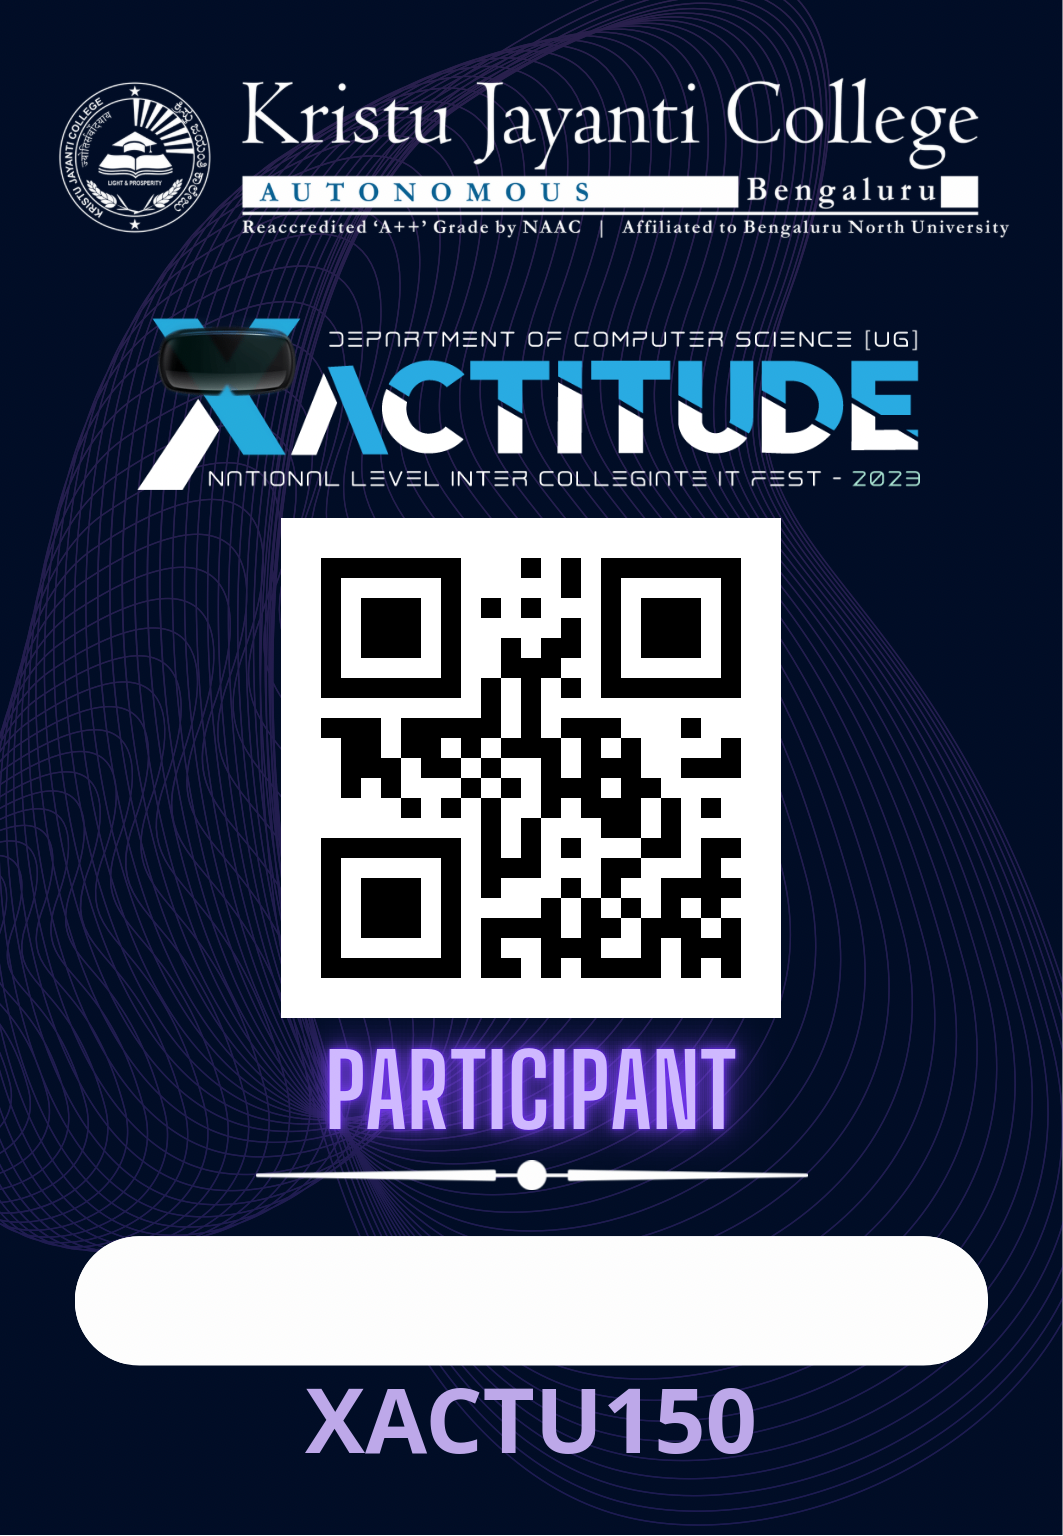 Kristu Jayanti College
AUTONOMOUS Bengaluru
Reaccredited ‘A++’ Grade by NAAC | Affiliated to Bengaluru North University
KRISTU JAYANTI COLLEGE
LIGHT & PROSPERITY
DEPARTMENT OF COMPUTER SCIENCE [UG]
XACTITUDE
NATIONAL LEVEL INTER COLLEGIATE IT FEST - 2023
PARTICIPANT
XACTU150